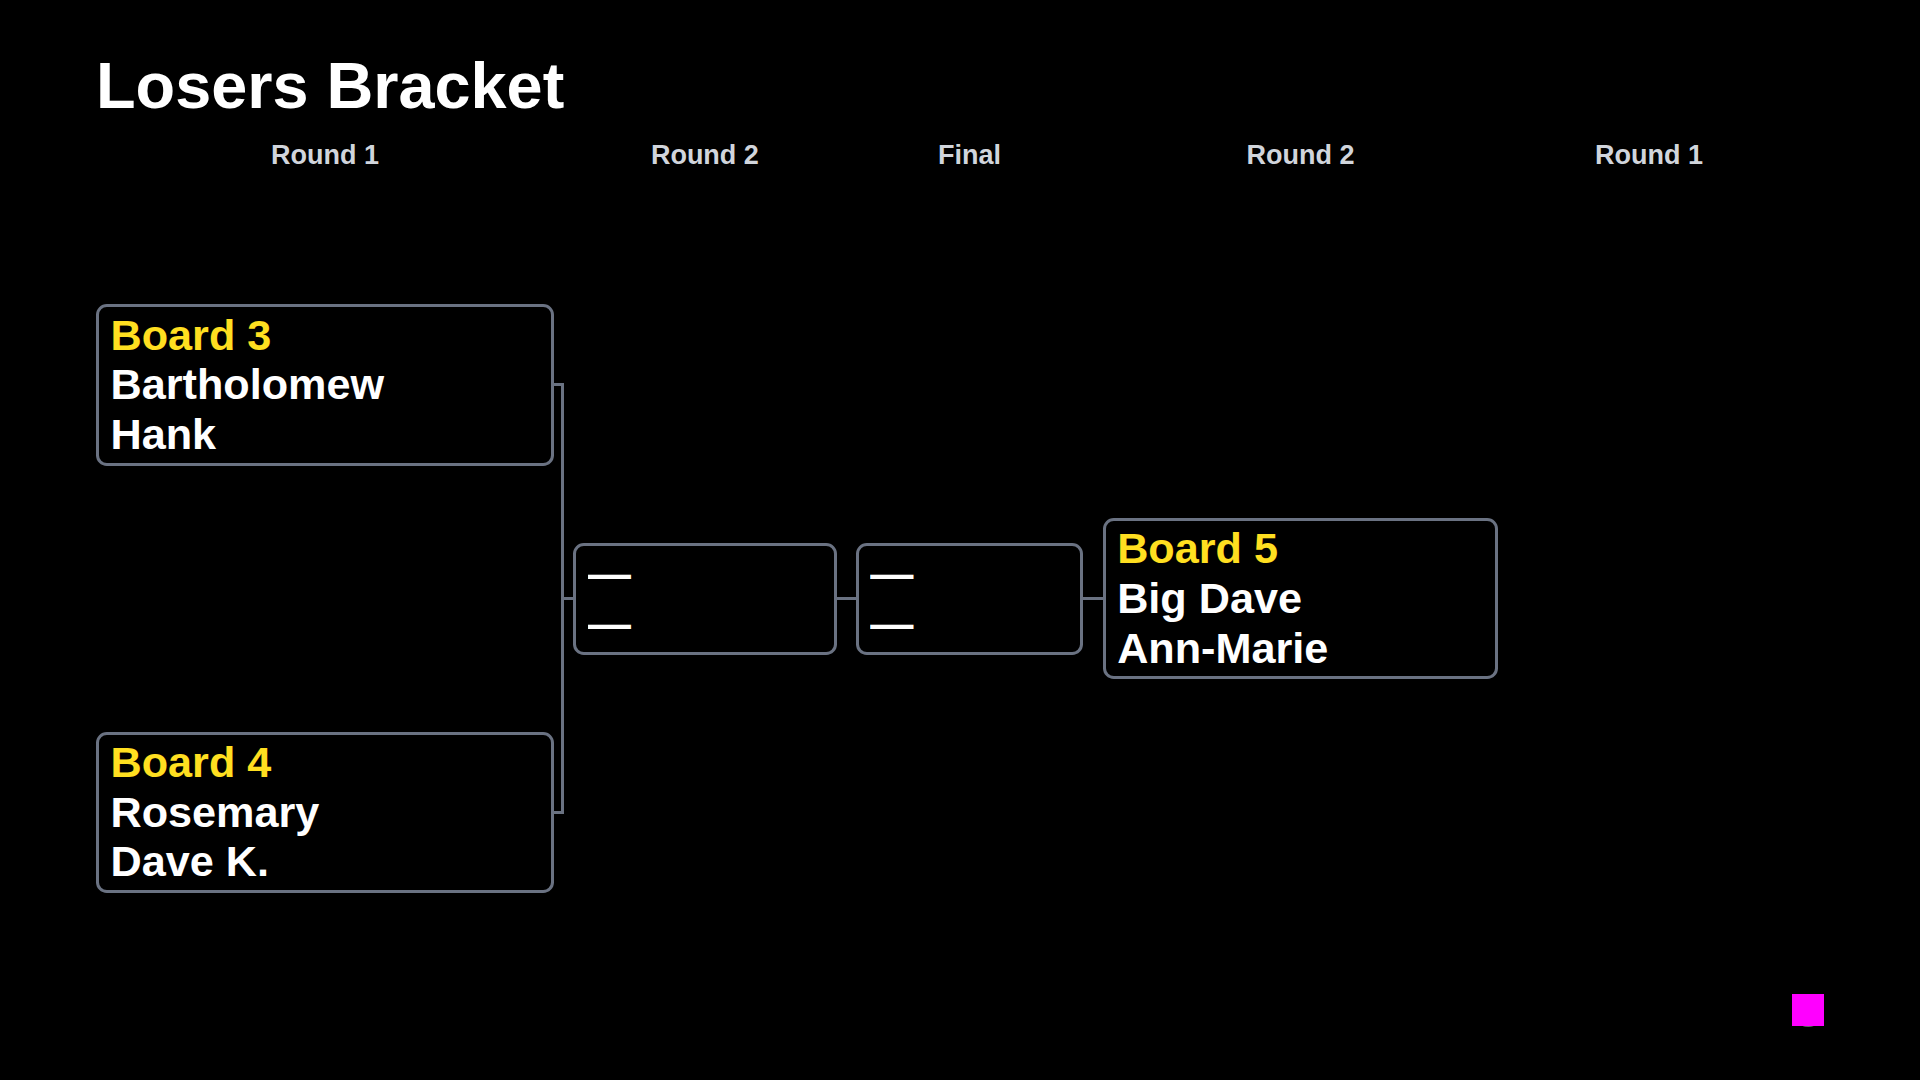 Losers Bracket
Round 1 Round 2 Final Round 2 Round 1
Board 3
Bartholomew
Hank
—
—
—
—
Board 5
Big Dave
Ann-Marie
Board 4
Rosemary
Dave K.